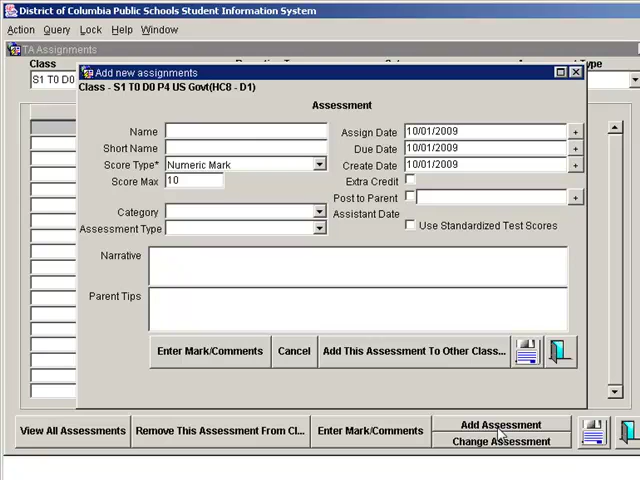 District of Columbia Public Schools Student Information System
Action Query Lock Help Window
TA Assignments
Class
S1 T0 D0
Add new assignments
Class - S1 T0 D0 P4 US Govt(HC8 - D1)
Assessment
Name
Assign Date 10/01/2009 +
Short Name
Due Date 10/01/2009 +
Score Type* Numeric Mark
Create Date 10/01/2009 +
Score Max 10
Extra Credit
Post to Parent +
Category
Assistant Date
Assessment Type
Use Standardized Test Scores
Narrative
Parent Tips
Enter Mark/Comments Cancel Add This Assessment To Other Class...
View All Assessments Remove This Assessment From Cl... Enter Mark/Comments Add Assessment
Change Assessment